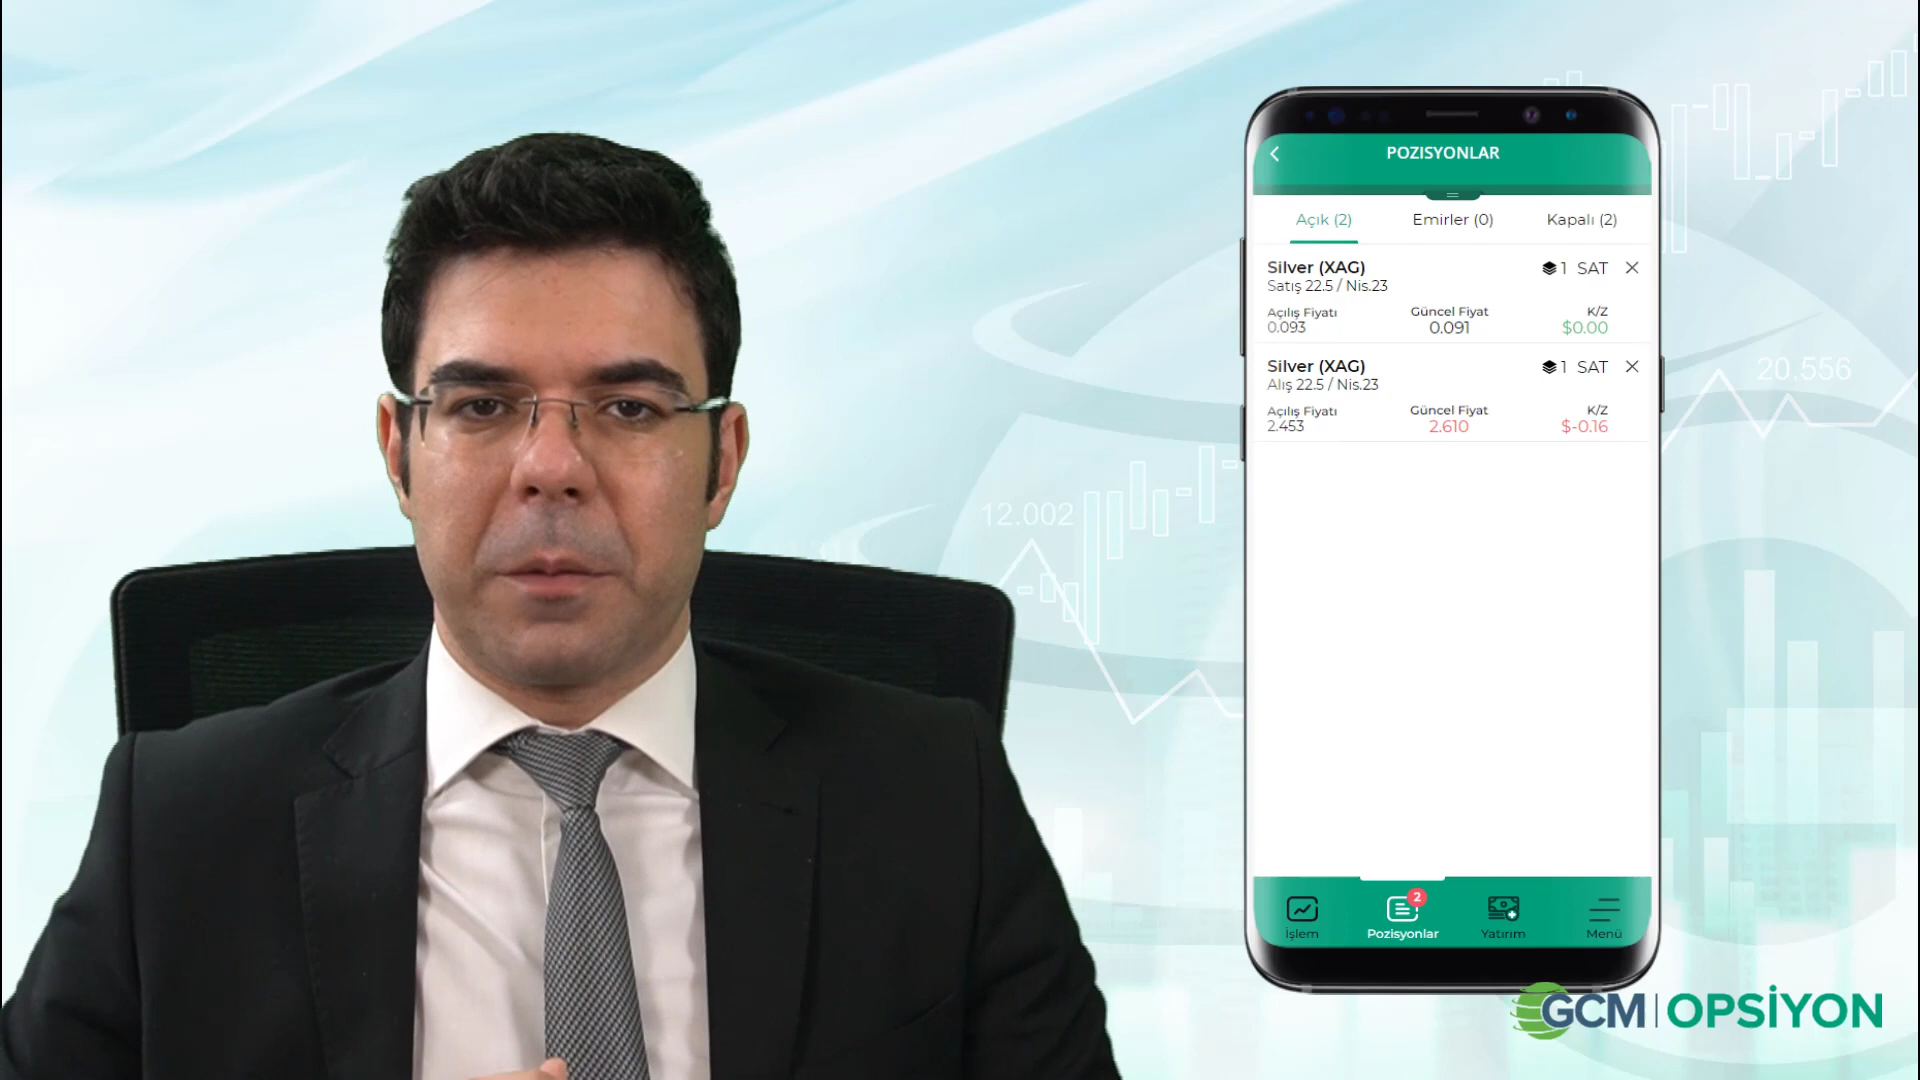 POZISYONLAR
Açık (2) Emirler (0) Kapalı (2)
Silver (XAG) 1 SAT
Satış 22.5 / Nis.23
Açılış Fiyatı Güncel Fiyat K/Z
0.093 0.091 $0.00
Silver (XAG) 1 SAT
Alış 22.5 / Nis.23
Açılış Fiyatı Güncel Fiyat K/Z
2.453 2.610 $-0.16
20.556
12.002
2
İşlem Pozisyonlar Yatırım Menü
GCM | OPSİYON